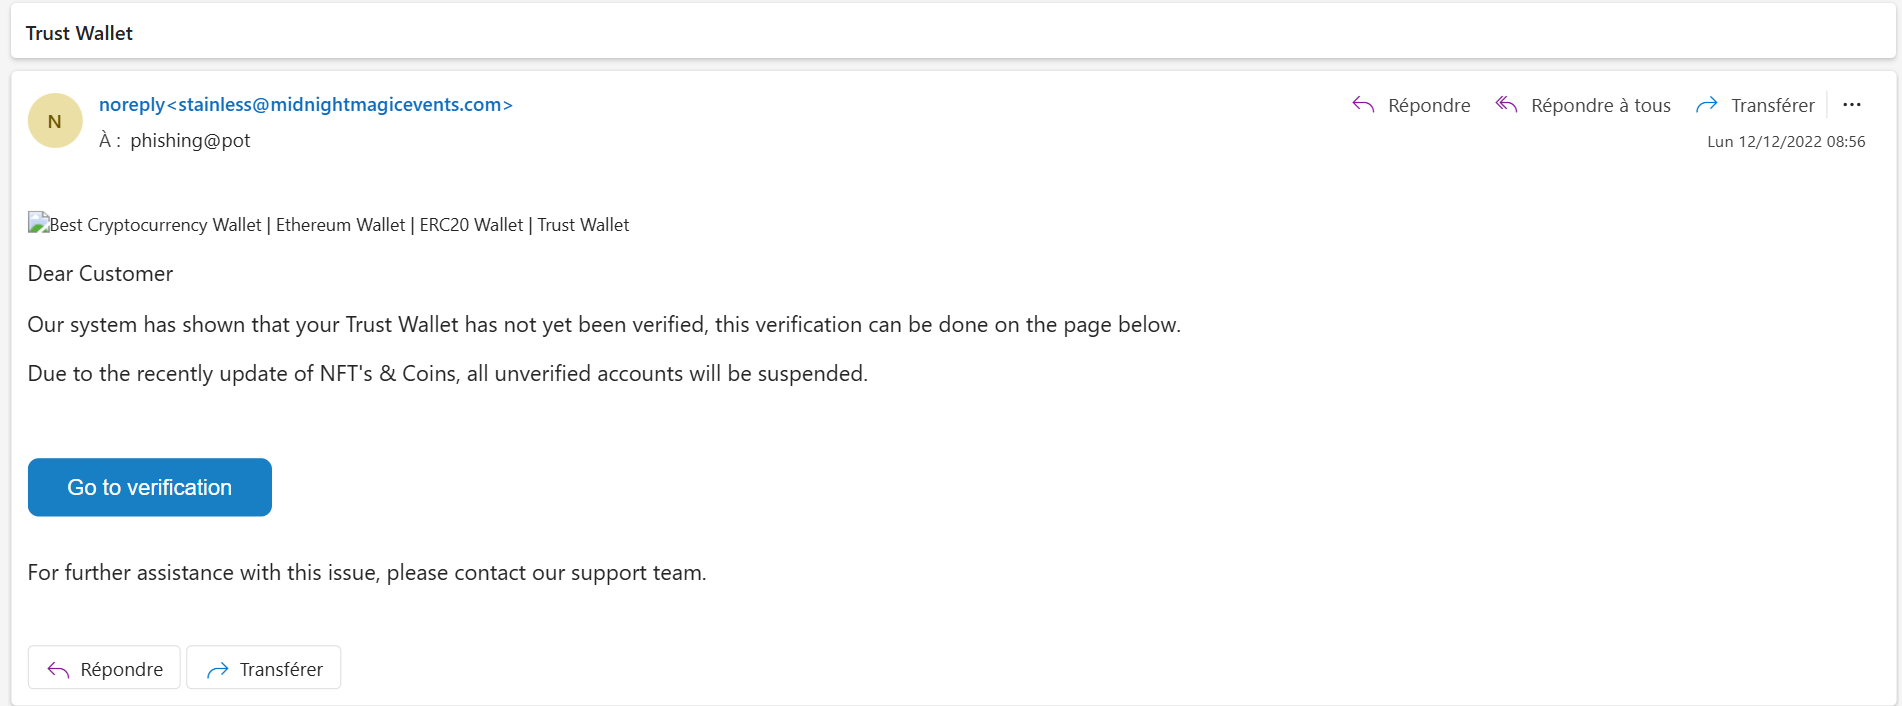 Trust Wallet
N
noreply<stainless@midnightmagicevents.com>
Répondre Répondre à tous Transférer ...
À : phishing@pot
Lun 12/12/2022 08:56
Best Cryptocurrency Wallet | Ethereum Wallet | ERC20 Wallet | Trust Wallet
Dear Customer
Our system has shown that your Trust Wallet has not yet been verified, this verification can be done on the page below.
Due to the recently update of NFT's & Coins, all unverified accounts will be suspended.
Go to verification
For further assistance with this issue, please contact our support team.
Répondre Transférer